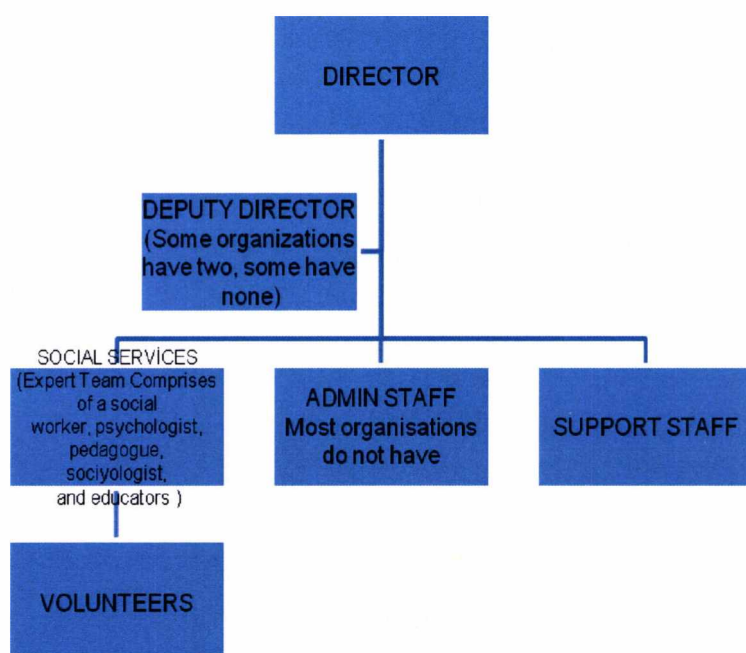 DIRECTOR
DEPUTY DIRECTOR
(Some organizations
have two, some have
none)
SOCIAL SERVİCES
(Expert Team Comprises
of a social
worker, psychologist,
pedagogue,
sociyologist,
and educators )
ADMIN STAFF
Most organisations
do not have
SUPPORT STAFF
VOLUNTEERS